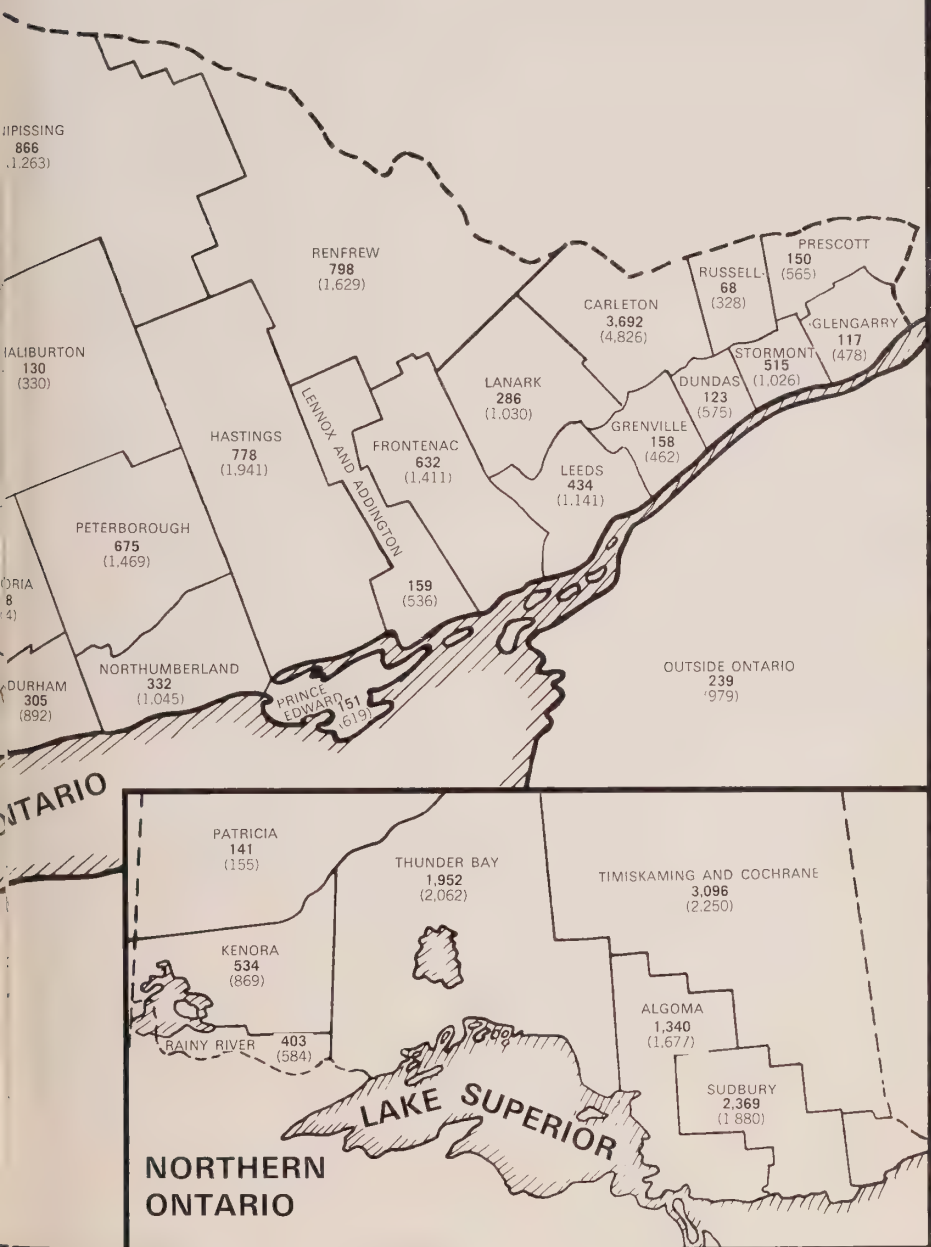 866
RENFREW
798
(1,629)
PRESCOTT
150
(565)
RUSSELL
68
(328)
CARLETON
3,692
(4,826)
GLENGARRY
117
(478)
STORMONT
515
(1,026)
DUNDAS
123
(575)
130
(330)
LANARK
286
(1,030)
GRENVILLE
158
(462)
HASTINGS
778
(1,941)
LENNOX AND ADDINGTON
159
(536)
FRONTENAC
632
(1,411)
LEEDS
434
(1,141)
PETERBOROUGH
675
(1,469)
NORTHUMBERLAND
332
(1,045)
DURHAM
305
(892)
PRINCE
EDWARD 151
(619)
OUTSIDE ONTARIO
239
(979)
PATRICIA
141
(155)
THUNDER BAY
1,952
(2,062)
TIMISKAMING AND COCHRANE
3,096
(2,250)
KENORA
534
(869)
RAINY RIVER 403
(584)
ALGOMA
1,340
(1,677)
SUDBURY
2,369
(1 880)
LAKE SUPERIOR
NORTHERN
ONTARIO